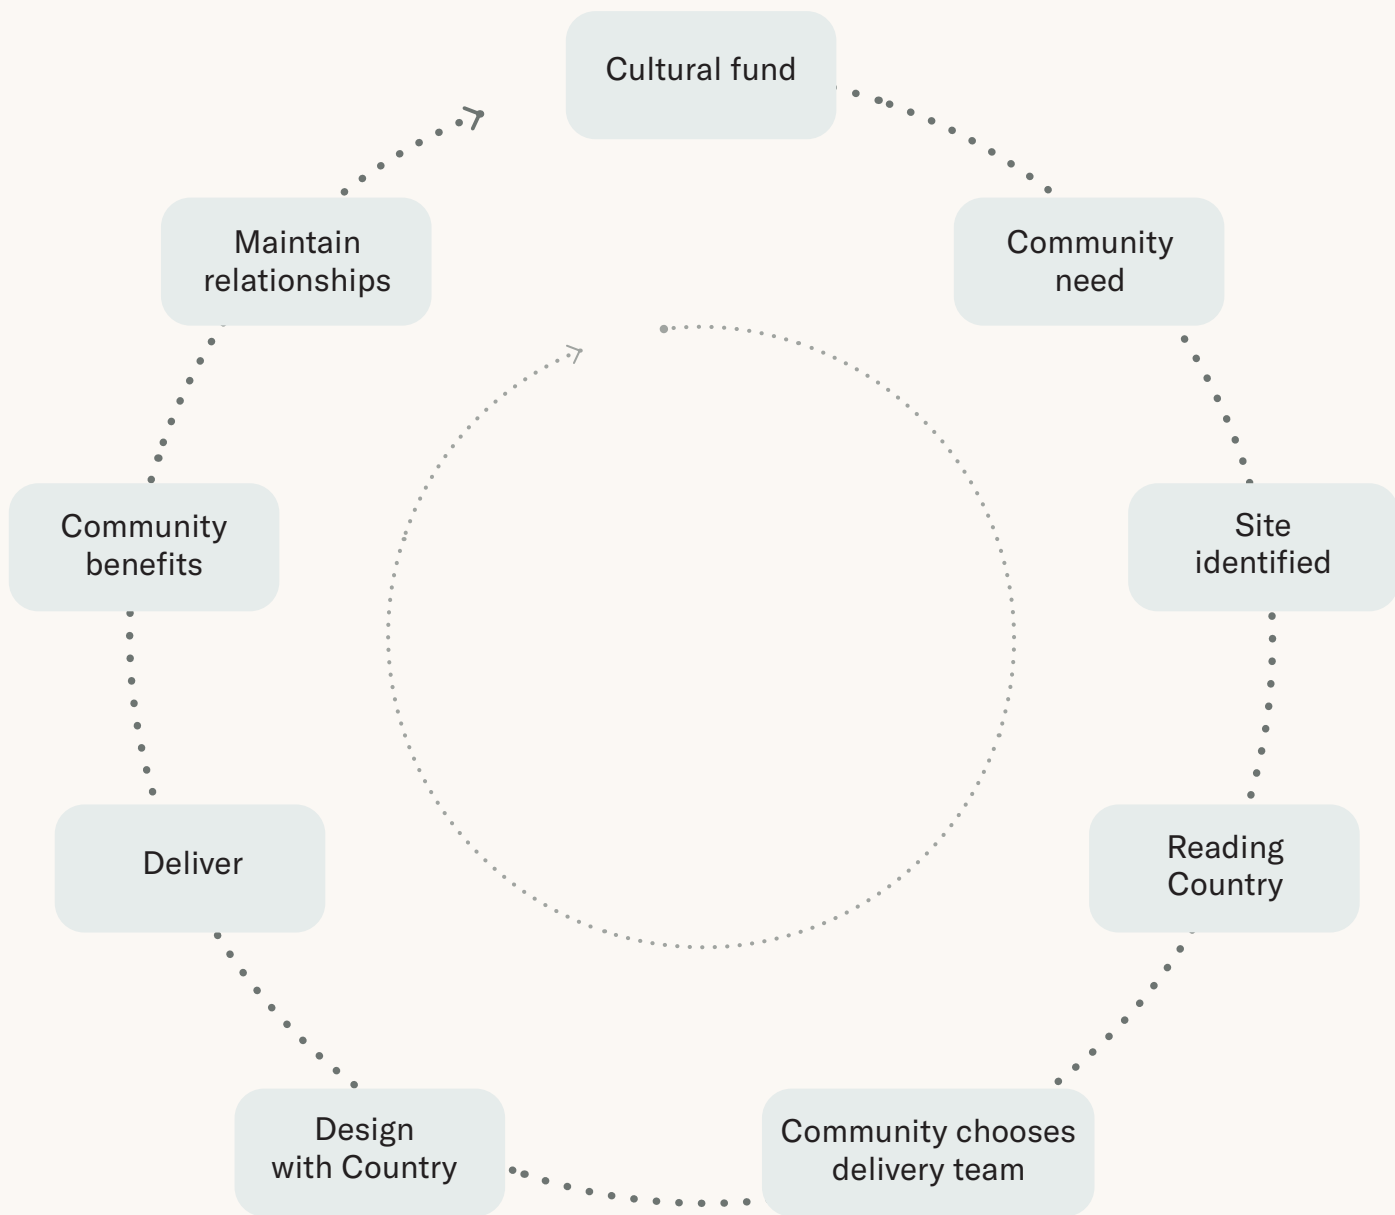 Cultural fund
Community
need
Site
identified
Reading
Country
Community chooses
delivery team
Design
with Country
Deliver
Community
benefits
Maintain
relationships